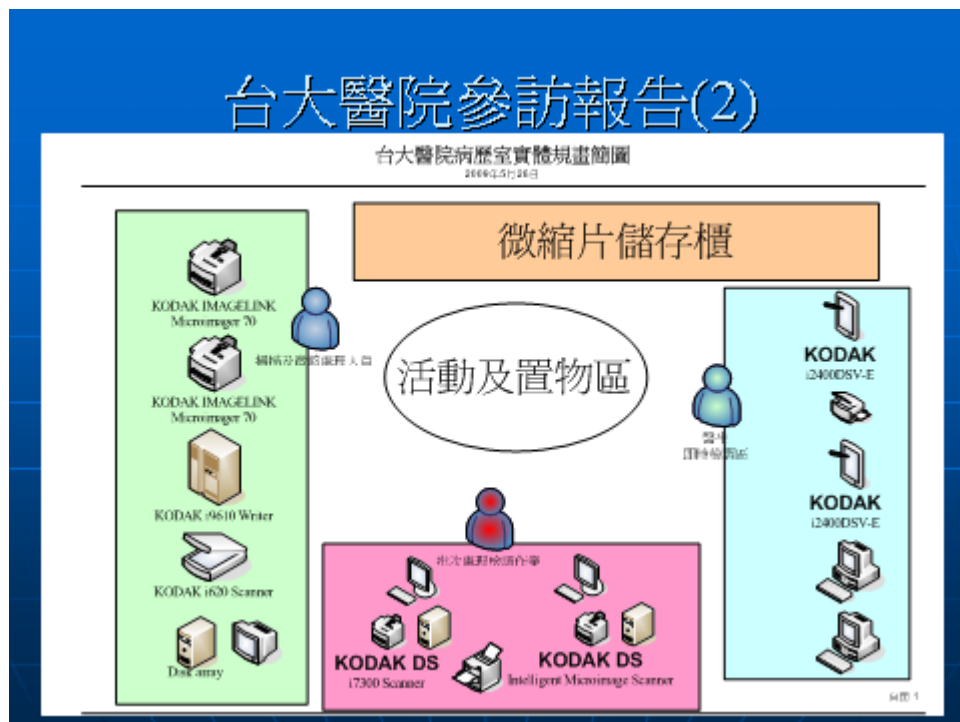 台大醫院參訪報告(2)
台大醫院病歷室實體規畫簡圖
微縮片儲存櫃
KODAK IMAGELINK
Microimager 70
KODAK IMAGELINK
Microimager 70
KODAK i9610 Writer
KODAK i620 Scanner
Disk array
活動及置物區
KODAK
i2400DSV-E
KODAK
i2400DSV-E
KODAK DS
i7300 Scanner
KODAK DS
Intelligent Microimage Scanner
頁面 1